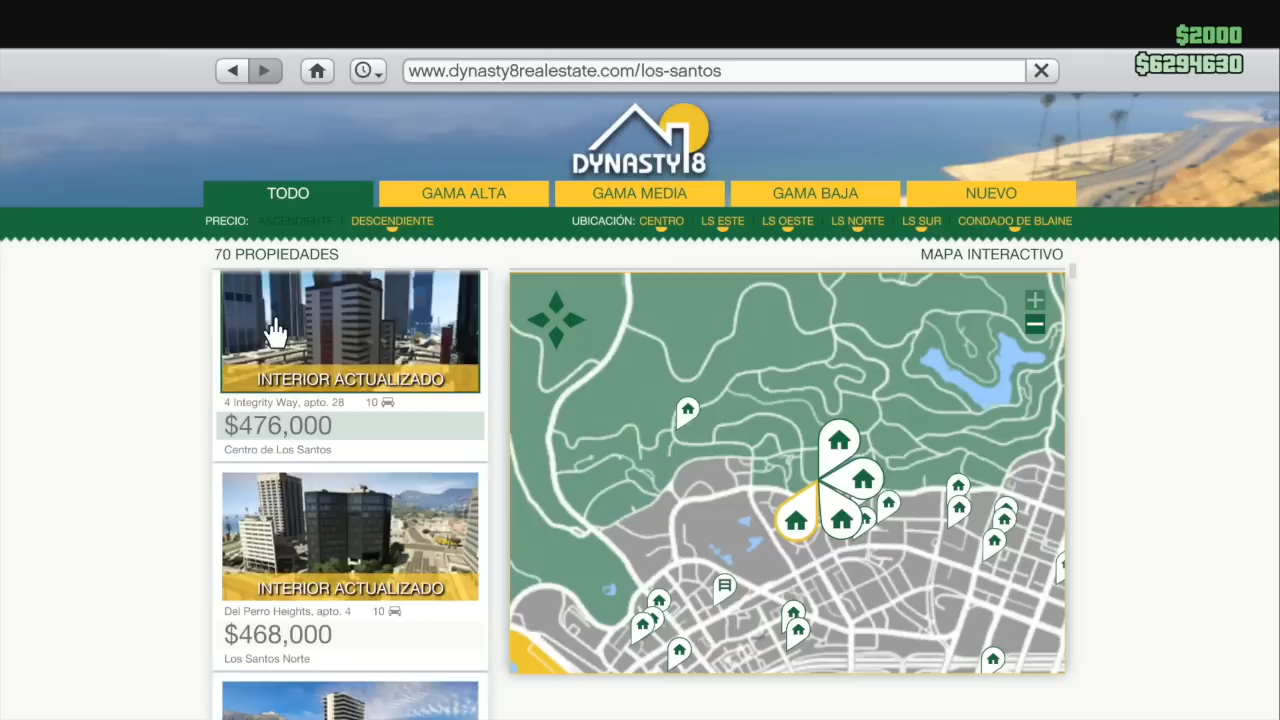 $2000
$6294630
www.dynasty8realestate.com/los-santos
DYNASTY8
TODO
GAMA ALTA
GAMA MEDIA
GAMA BAJA
NUEVO
PRECIO: ASCENDIENTE DESCENDIENTE
UBICACIÓN: CENTRO LS ESTE LS OESTE LS NORTE LS SUR CONDADO DE BLAINE
70 PROPIEDADES
MAPA INTERACTIVO
INTERIOR ACTUALIZADO
4 Integrity Way, apto. 28 10
$476,000
Centro de Los Santos
INTERIOR ACTUALIZADO
Del Perro Heights, apto. 4 10
$468,000
Los Santos Norte